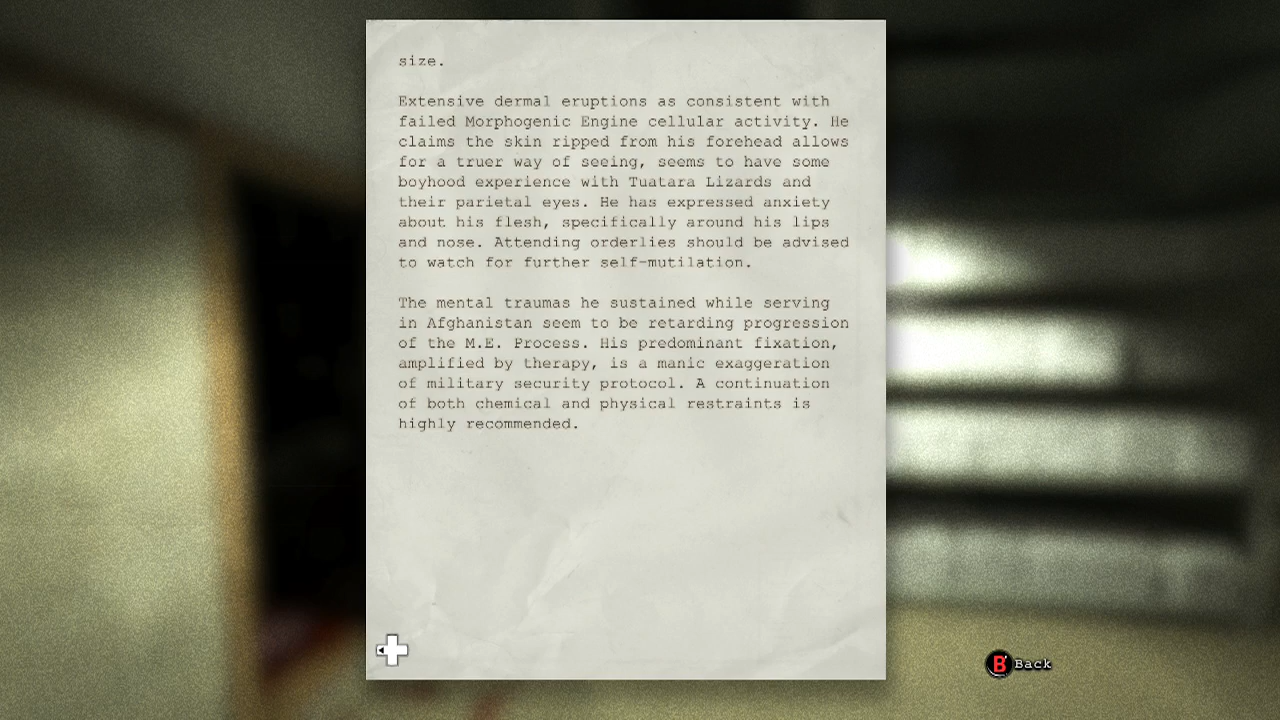 size.
Extensive dermal eruptions as consistent with
failed Morphogenic Engine cellular activity. He
claims the skin ripped from his forehead allows
for a truer way of seeing, seems to have some
boyhood experience with Tuatara Lizards and
their parietal eyes. He has expressed anxiety
about his flesh, specifically around his lips
and nose. Attending orderlies should be advised
to watch for further self-mutilation.
The mental traumas he sustained while serving
in Afghanistan seem to be retarding progression
of the M.E. Process. His predominant fixation,
amplified by therapy, is a manic exaggeration
of military security protocol. A continuation
of both chemical and physical restraints is
highly recommended.
B Back